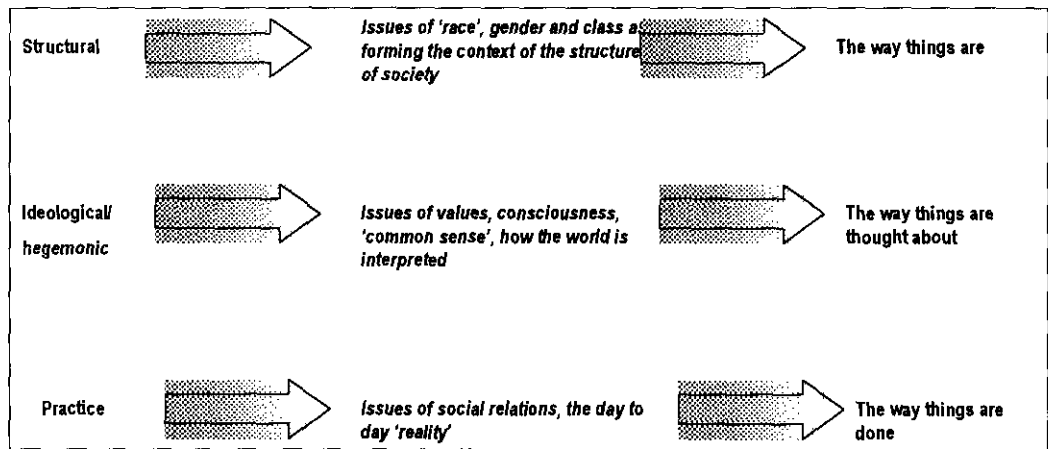 Structural
Issues of 'race', gender and class a
forming the context of the structure
of society
The way things are
Ideological/
hegemonic
Issues of values, consciousness,
'common sense', how the world is
interpreted
The way things are
thought about
Practice
Issues of social relations, the day to
day 'reality'
The way things are
done